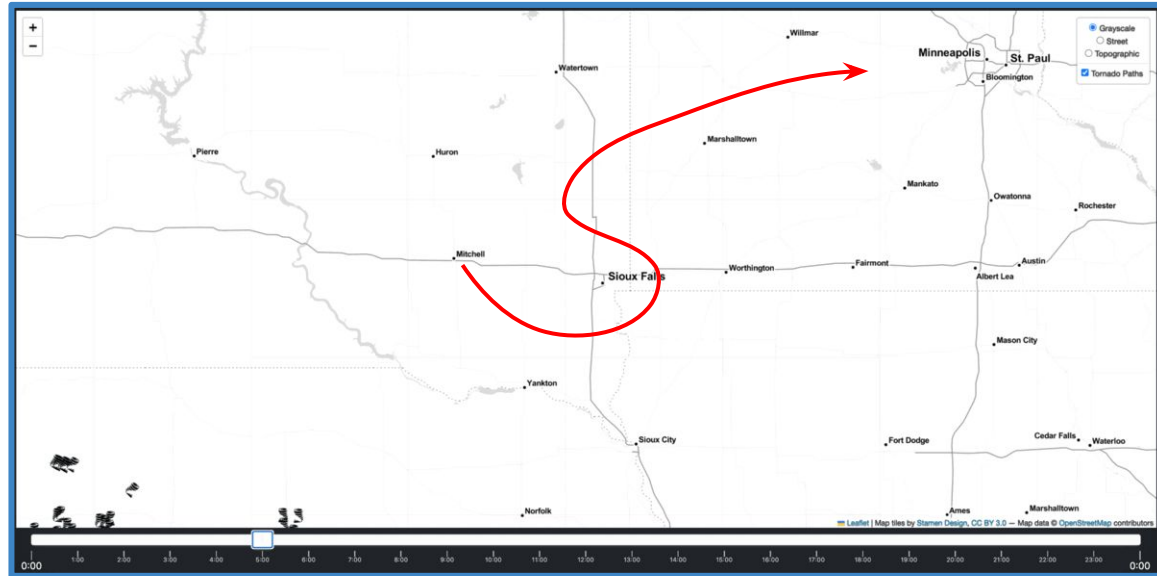 +
−
Willmar
Grayscale
Street
Topographic
Tornado Paths
Minneapolis
St. Paul
Bloomington
Watertown
Marshalltown
Pierre
Huron
Mankato
Owatonna
Rochester
Mitchell
Sioux Falls
Worthington
Fairmont
Albert Lea
Austin
Mason City
Yankton
Sioux City
Fort Dodge
Cedar Falls
Waterloo
Norfolk
Ames
Marshalltown
Leaflet | Map tiles by Stamen Design, CC BY 3.0 — Map data © OpenStreetMap contributors
0:00 1:00 2:00 3:00 4:00 5:00 6:00 7:00 8:00 9:00 10:00 11:00 12:00 13:00 14:00 15:00 16:00 17:00 18:00 19:00 20:00 21:00 22:00 23:00 0:00